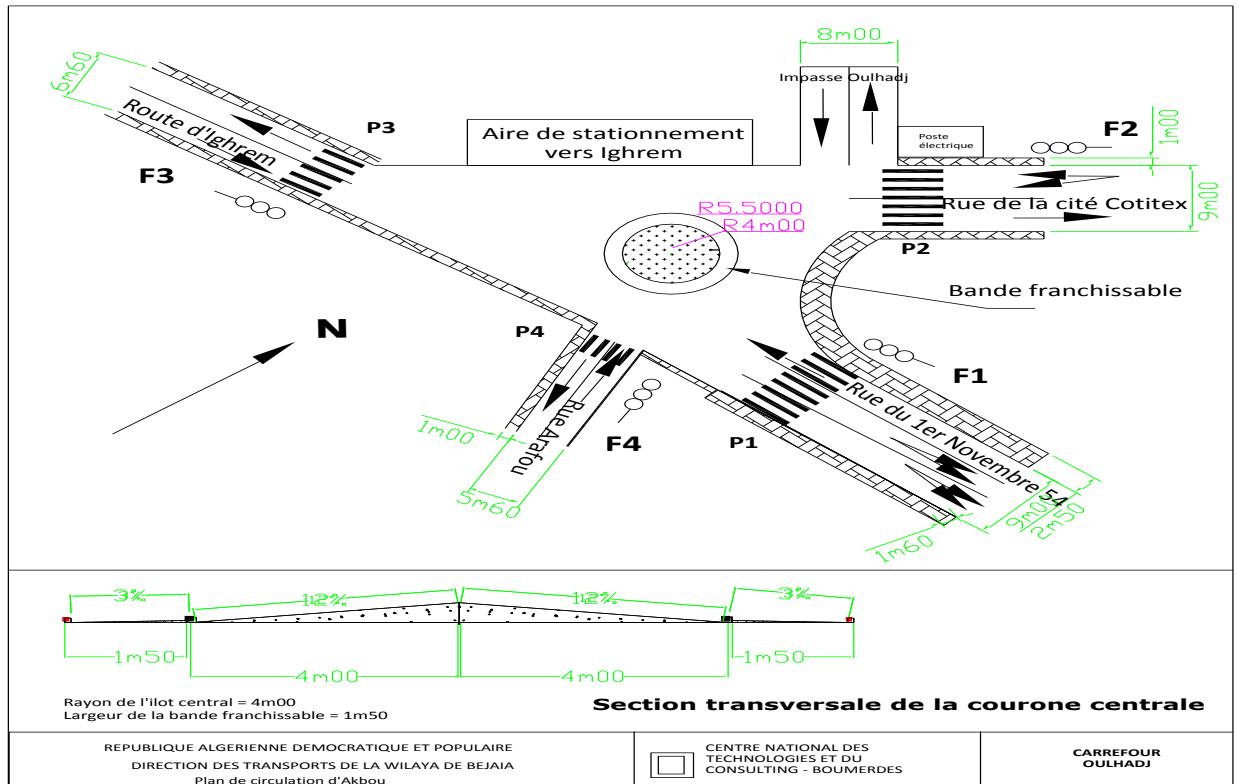 8m00
Impasse Oulhadj
6m60
Route d'Ighrem
P3
Aire de stationnement
vers Ighrem
Poste
électrique
F2
1m00
F3
R5.5000
R4m00
Rue de la cité Cotitex
9m00
P2
Bande franchissable
N
P4
F1
Rue du 1er Novembre 54
1m00
Rue Arafou
F4
P1
5m60
9m00
2m50
1m60
3%
12%
12%
3%
1m50
4m00
4m00
1m50
Rayon de l'ilot central = 4m00
Largeur de la bande franchissable = 1m50
Section transversale de la courone centrale
REPUBLIQUE ALGERIENNE DEMOCRATIQUE ET POPULAIRE
DIRECTION DES TRANSPORTS DE LA WILAYA DE BEJAIA
Plan de circulation d'Akbou
CENTRE NATIONAL DES
TECHNOLOGIES ET DU
CONSULTING - BOUMERDES
CARREFOUR
OULHADJ